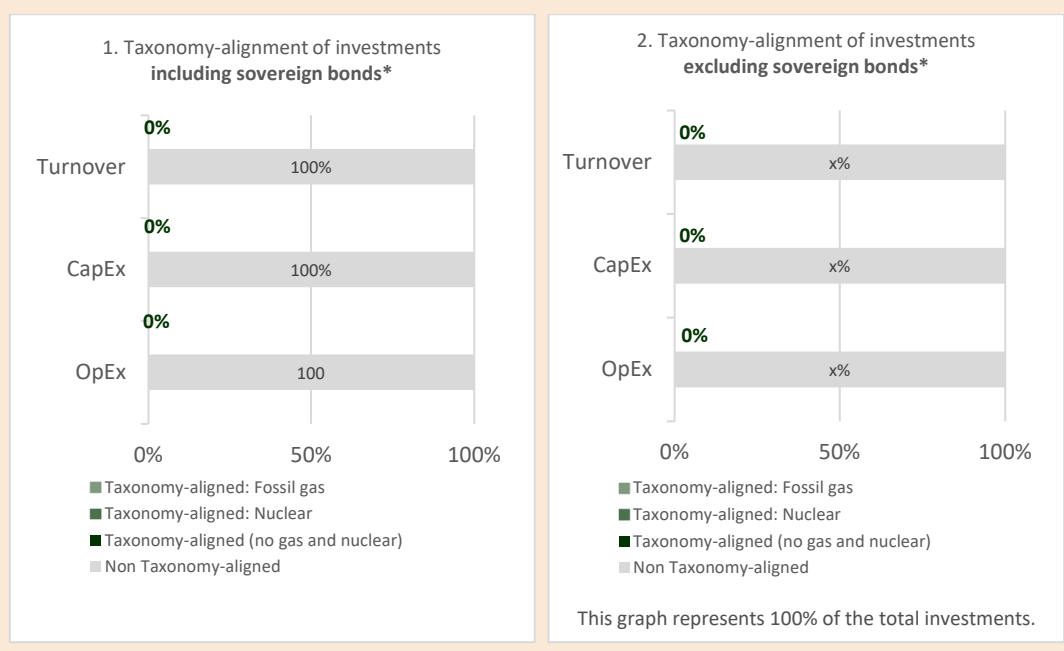 1. Taxonomy-alignment of investments
including sovereign bonds*
0%
Turnover
100%
0%
CapEx
100%
0%
OpEx
100
0%
50%
100%
Taxonomy-aligned: Fossil gas
Taxonomy-aligned: Nuclear
Taxonomy-aligned (no gas and nuclear)
Non Taxonomy-aligned
2. Taxonomy-alignment of investments
excluding sovereign bonds*
0%
Turnover
x%
0%
CapEx
x%
0%
OpEx
x%
0%
50%
100%
Taxonomy-aligned: Fossil gas
Taxonomy-aligned: Nuclear
Taxonomy-aligned (no gas and nuclear)
Non Taxonomy-aligned
This graph represents 100% of the total investments.